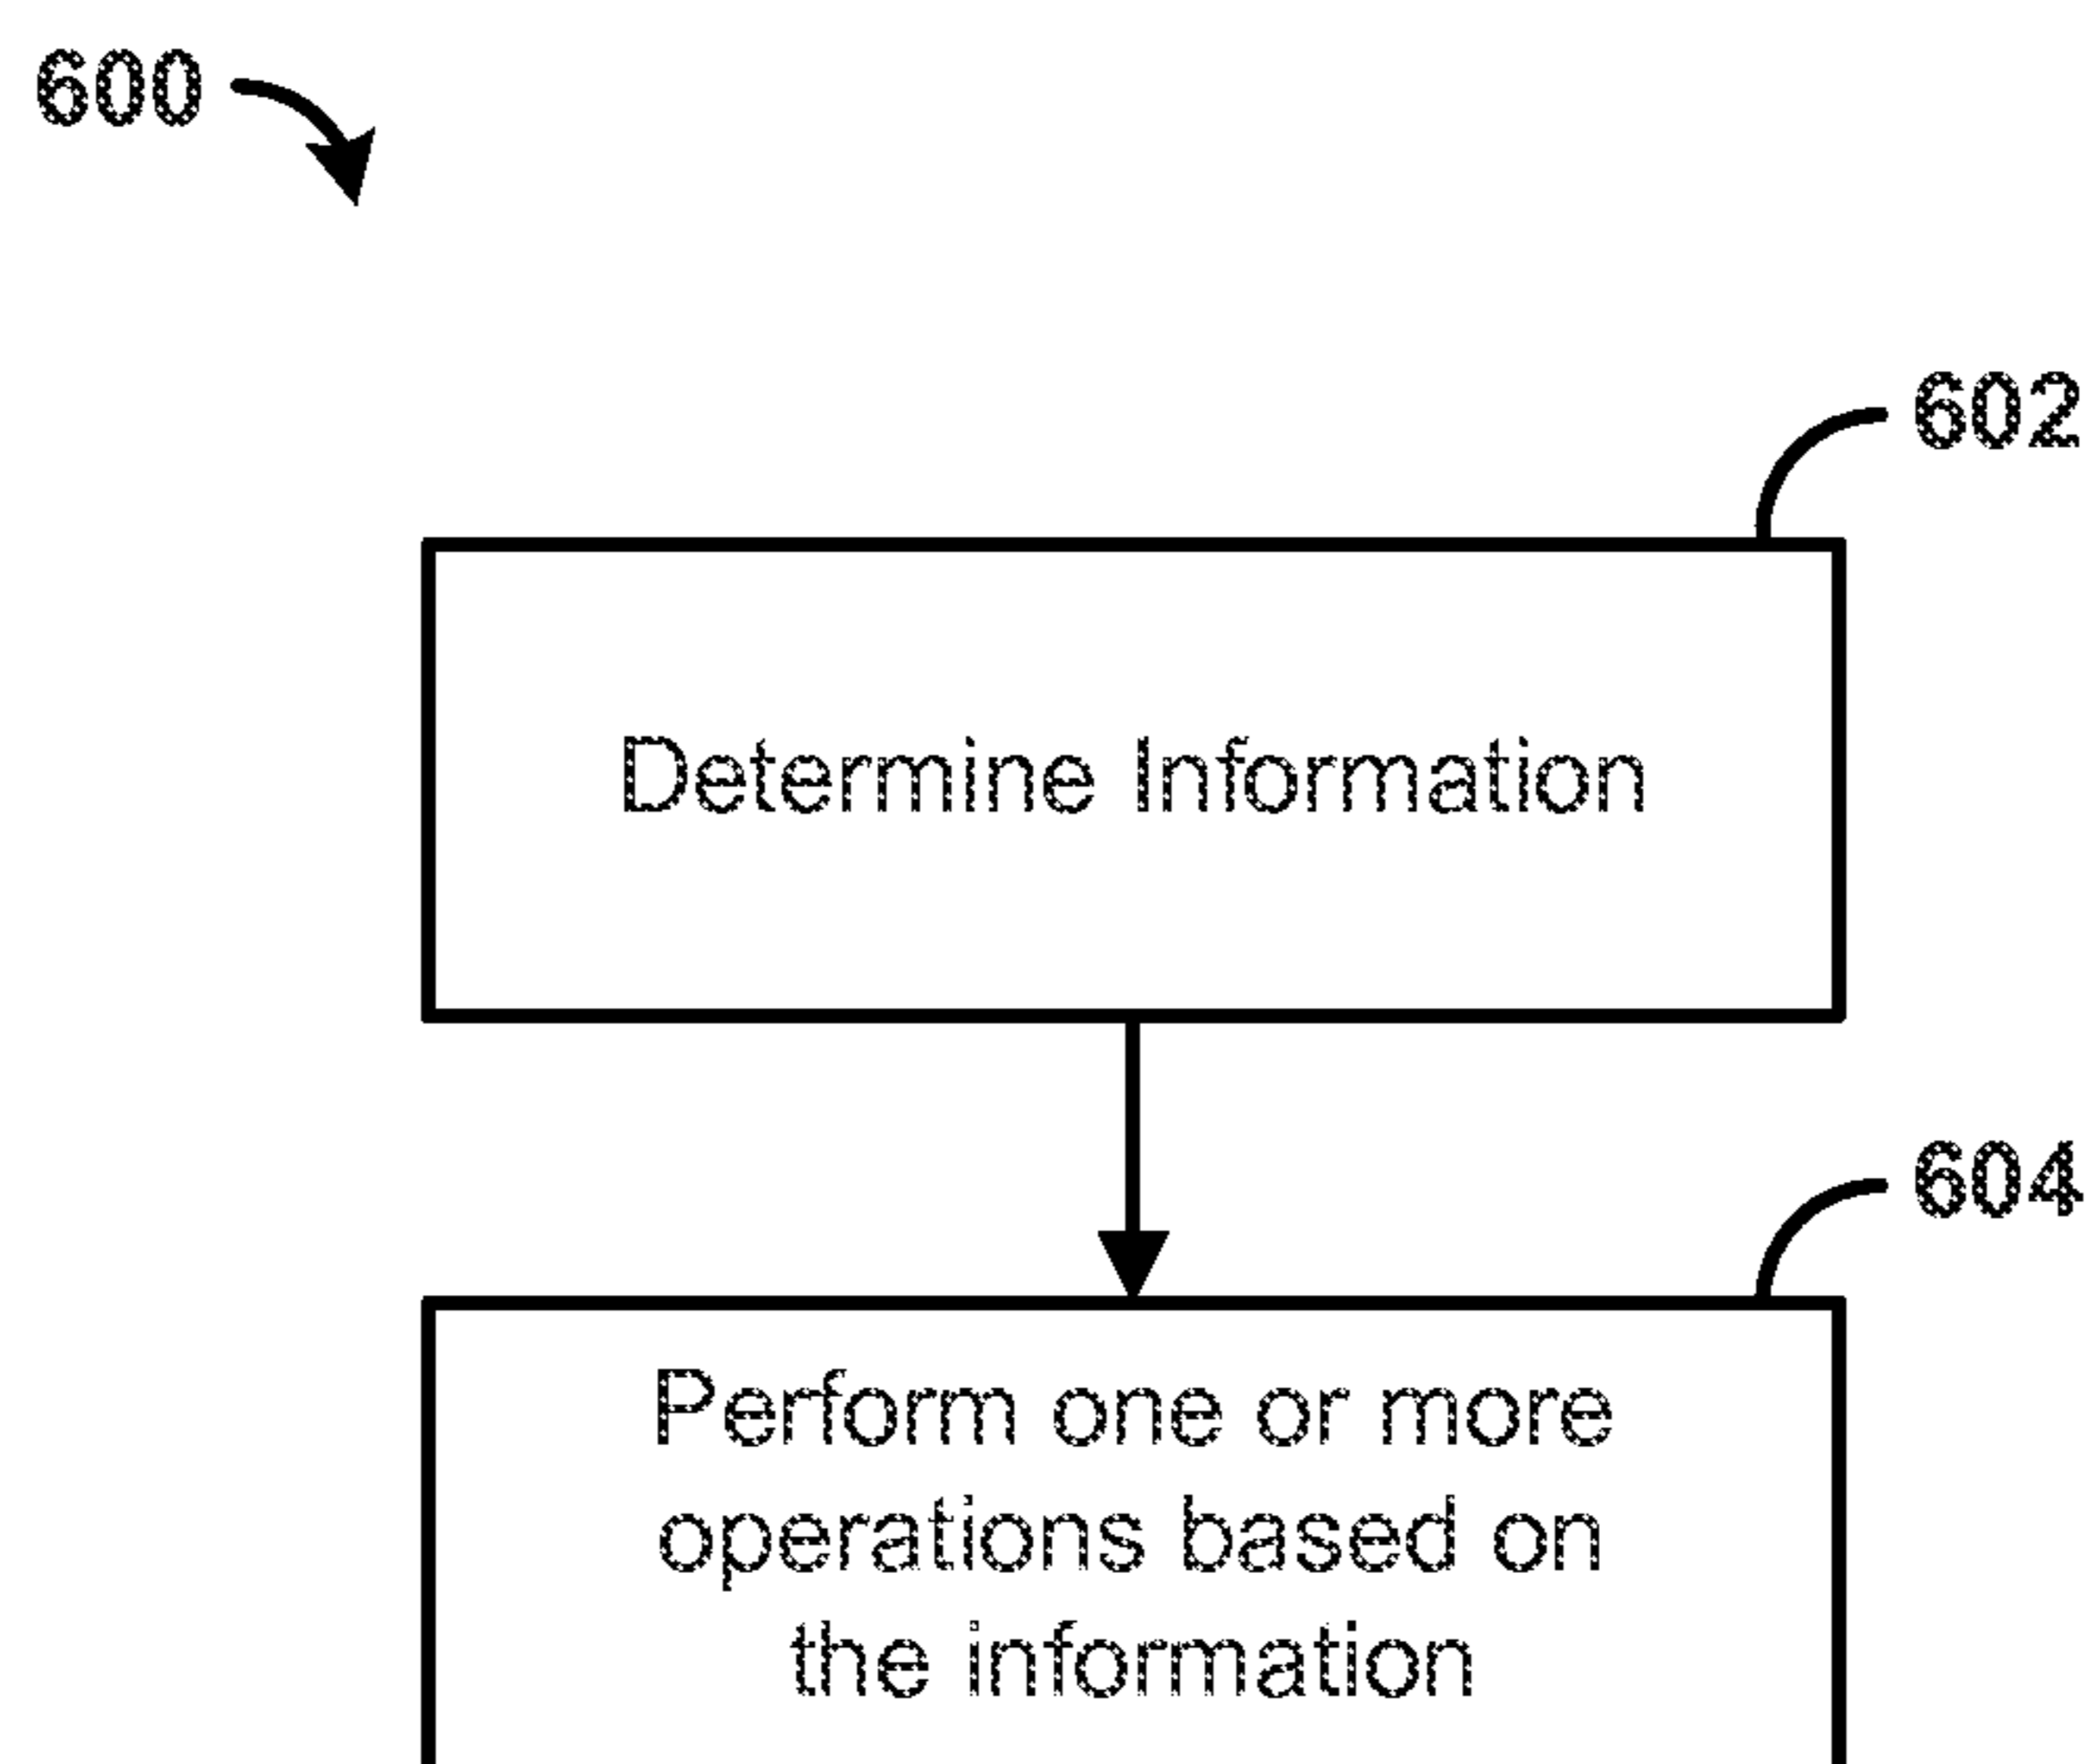 600
602
Determine Information
604
Perform one or more
operations based on
the information